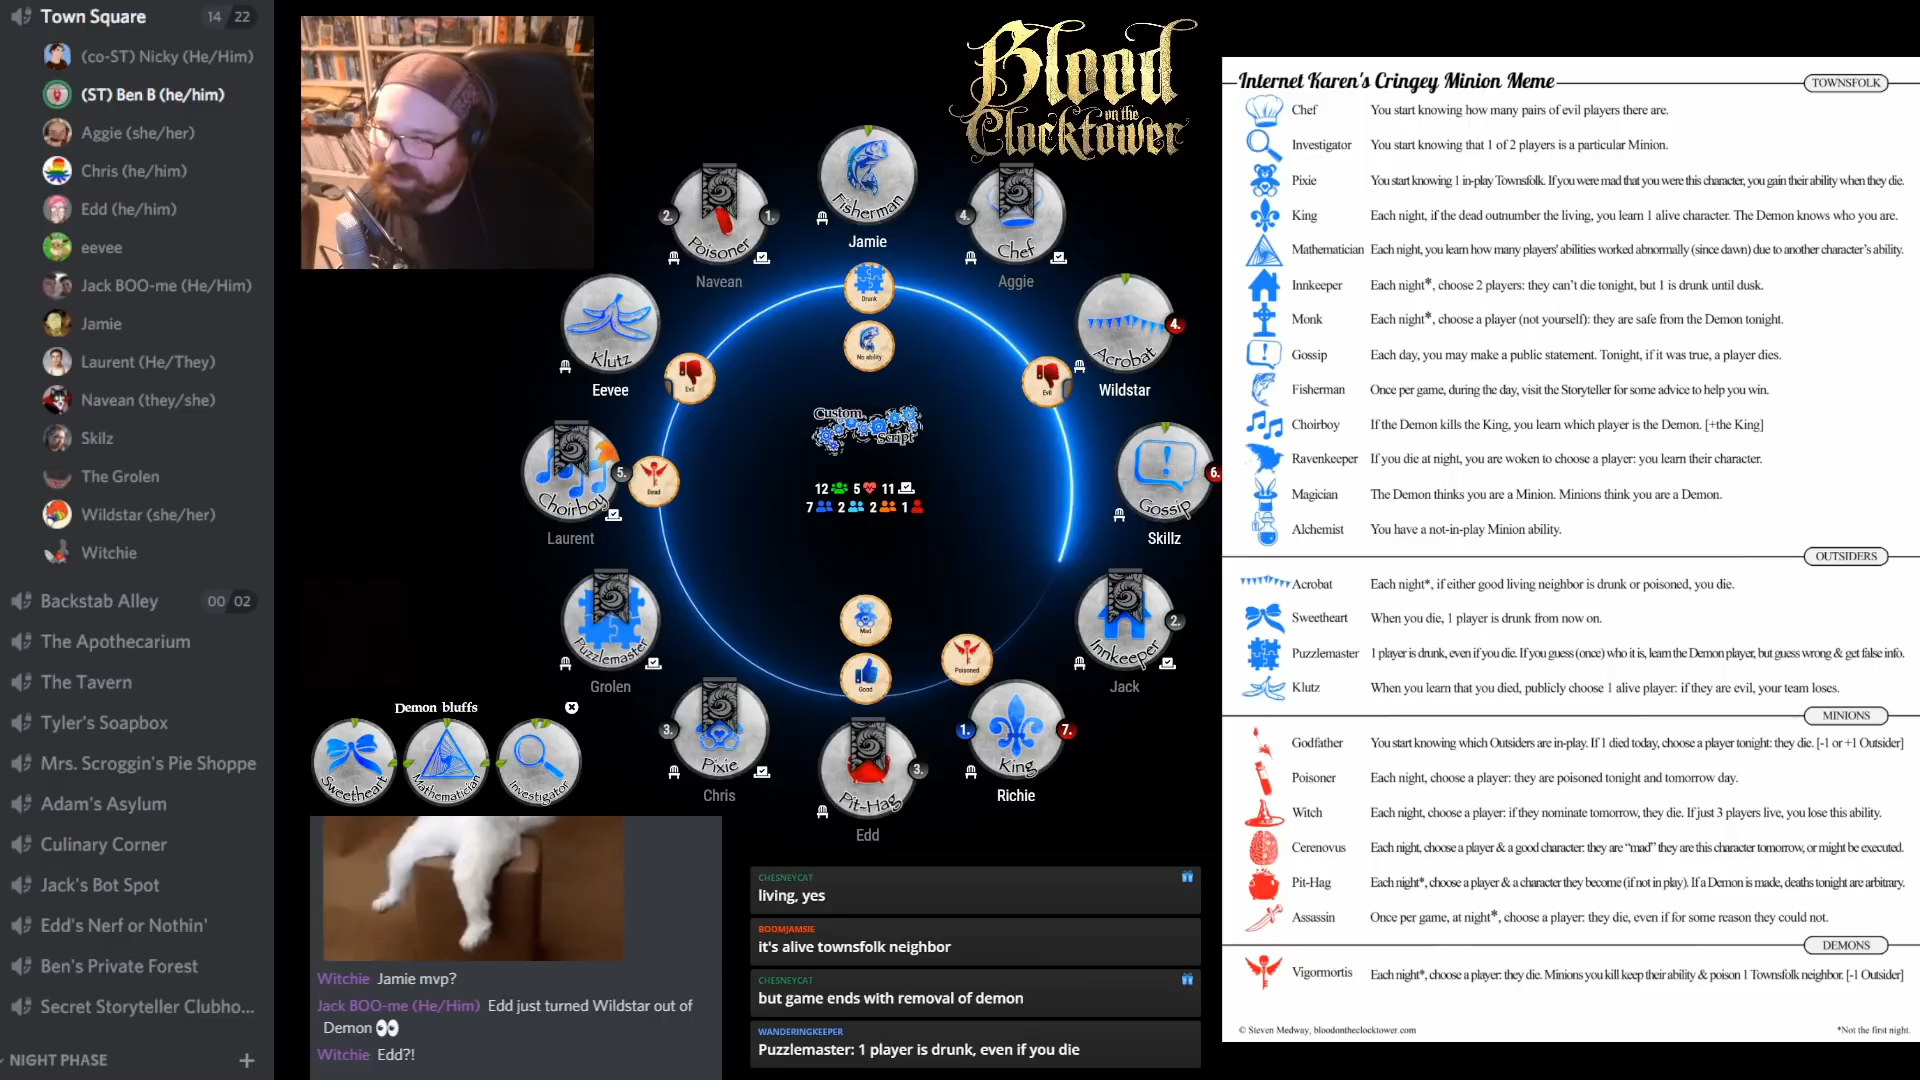 Town Square 14 22
(co-ST) Nicky (He/Him)
(ST) Ben B (he/him)
Aggie (she/her)
Chris (he/him)
Edd (he/him)
eevee
Jack BOO-me (He/Him)
Jamie
Laurent (He/They)
Navean (they/she)
Skilz
The Grolen
Wildstar (she/her)
Witchie
Backstab Alley 00 02
The Apothecarium
The Tavern
Tyler's Soapbox
Mrs. Scroggin's Pie Shoppe
Adam's Asylum
Culinary Corner
Jack's Bot Spot
Edd's Nerf or Nothin'
Ben's Private Forest
Secret Storyteller Clubho...
NIGHT PHASE
Blood
on the
Clocktower
Fisherman
Jamie
2. Poisoner 1.
Navean
4. Chef
Aggie
Klutz
Eevee
Acrobat 4.
Wildstar
Drunk
No ability
Evil
Evil
Custom
Script
Choirboy 5.
Laurent
Dead
Gossip 6.
Skillz
12 5 11
7 2 2 1
Puzzlemaster
Grolen
Innkeeper 2.
Jack
Mad
Good
Poisoned
3. Pixie
Chris
Pit-Hag 3.
Edd
1. King 7.
Richie
Demon bluffs
Sweetheart
Mathematician
Investigator
Witchie Jamie mvp?
Jack BOO-me (He/Him) Edd just turned Wildstar out of
Demon 👀
Witchie Edd?!
CHESNEYCAT
living, yes
BOOMJAMSIE
it's alive townsfolk neighbor
CHESNEYCAT
but game ends with removal of demon
WANDERINGKEEPER
Puzzlemaster: 1 player is drunk, even if you die
Internet Karen's Cringey Minion Meme
TOWNSFOLK
Chef You start knowing how many pairs of evil players there are.
Investigator You start knowing that 1 of 2 players is a particular Minion.
Pixie You start knowing 1 in-play Townsfolk. If you were mad that you were this character, you gain their ability when they die.
King Each night, if the dead outnumber the living, you learn 1 alive character. The Demon knows who you are.
Mathematician Each night, you learn how many players' abilities worked abnormally (since dawn) due to another character's ability.
Innkeeper Each night*, choose 2 players: they can't die tonight, but 1 is drunk until dusk.
Monk Each night*, choose a player (not yourself): they are safe from the Demon tonight.
Gossip Each day, you may make a public statement. Tonight, if it was true, a player dies.
Fisherman Once per game, during the day, visit the Storyteller for some advice to help you win.
Choirboy If the Demon kills the King, you learn which player is the Demon. [+the King]
Ravenkeeper If you die at night, you are woken to choose a player: you learn their character.
Magician The Demon thinks you are a Minion. Minions think you are a Demon.
Alchemist You have a not-in-play Minion ability.
OUTSIDERS
Acrobat Each night*, if either good living neighbor is drunk or poisoned, you die.
Sweetheart When you die, 1 player is drunk from now on.
Puzzlemaster 1 player is drunk, even if you die. If you guess (once) who it is, learn the Demon player, but guess wrong & get false info.
Klutz When you learn that you died, publicly choose 1 alive player: if they are evil, your team loses.
MINIONS
Godfather You start knowing which Outsiders are in-play. If 1 died today, choose a player tonight: they die. [-1 or +1 Outsider]
Poisoner Each night, choose a player: they are poisoned tonight and tomorrow day.
Witch Each night, choose a player: if they nominate tomorrow, they die. If just 3 players live, you lose this ability.
Cerenovus Each night, choose a player & a good character: they are "mad" they are this character tomorrow, or might be executed.
Pit-Hag Each night*, choose a player & a character they become (if not in play). If a Demon is made, deaths tonight are arbitrary.
Assassin Once per game, at night*, choose a player: they die, even if for some reason they could not.
DEMONS
Vigormortis Each night*, choose a player: they die. Minions you kill keep their ability & poison 1 Townsfolk neighbor. [-1 Outsider]
© Steven Medway, bloodontheclocktower.com *Not the first night.